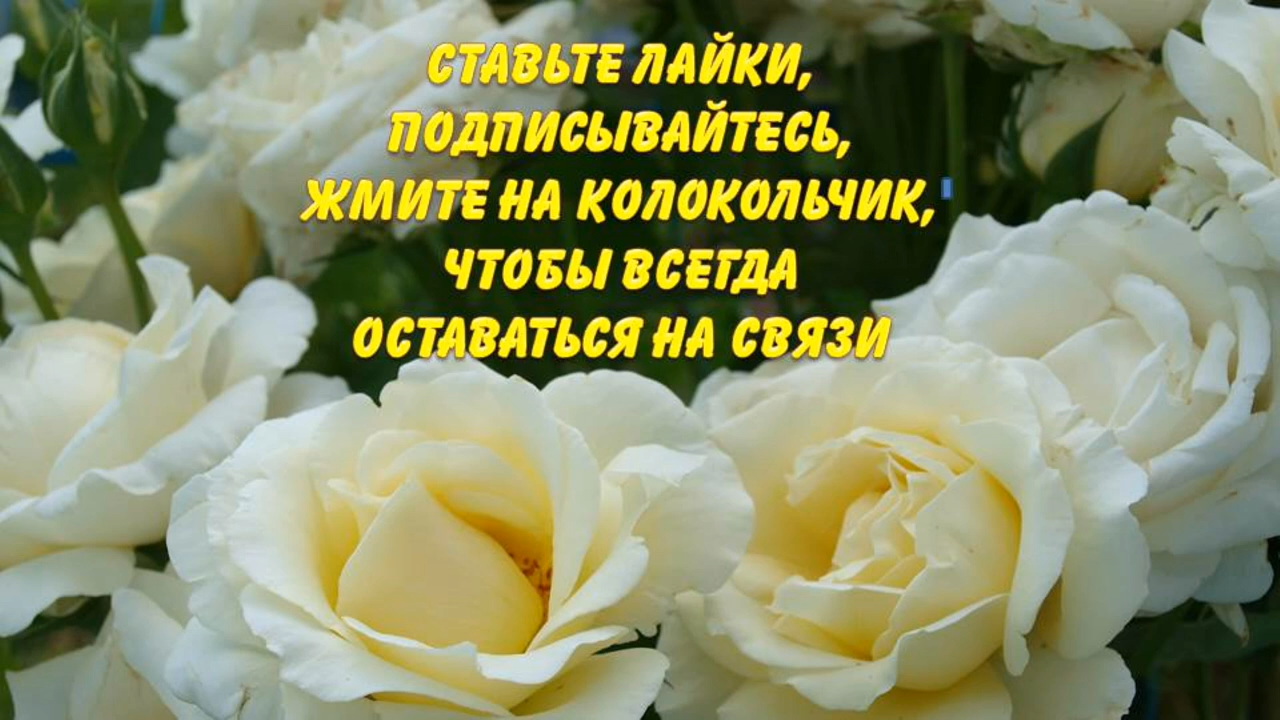 СТАВЬТЕ ЛАЙКИ,
ПОДПИСЫВАЙТЕСЬ,
ЖМИТЕ НА КОЛОКОЛЬЧИК,
ЧТОБЫ ВСЕГДА
ОСТАВАТЬСЯ НА СВЯЗИ